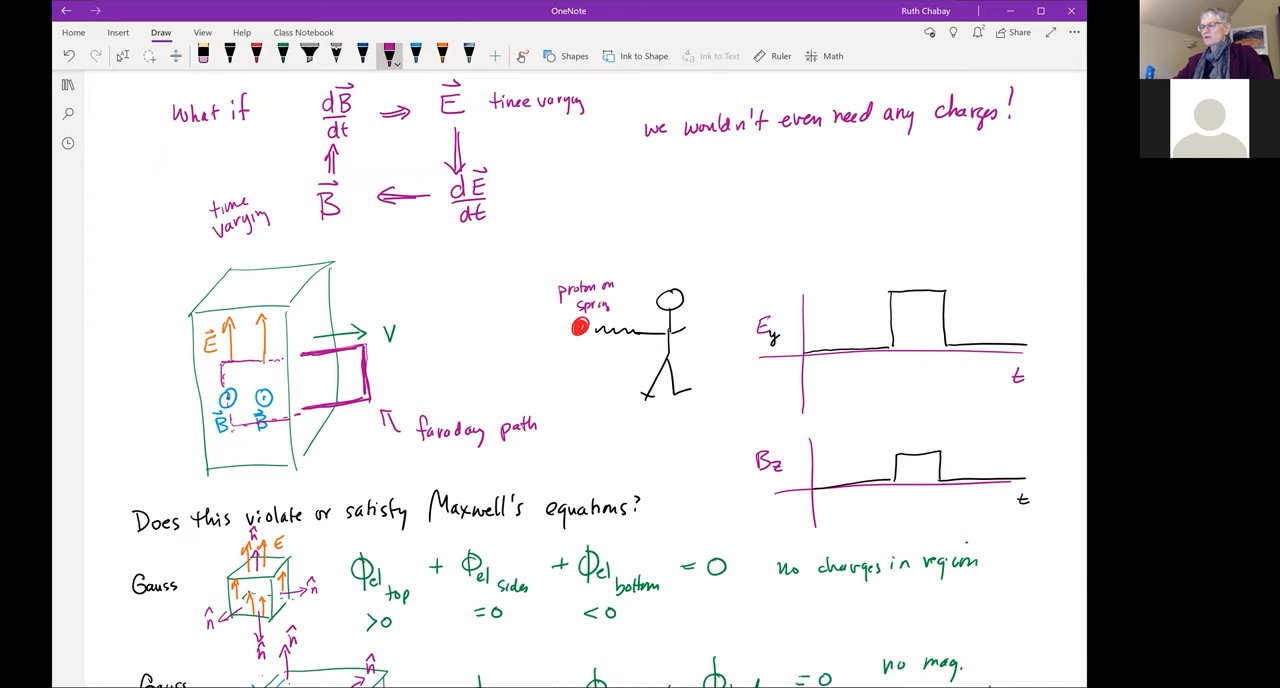 OneNote
Ruth Chabay
Home Insert Draw View Help Class Notebook
Share
Shapes Ink to Shape Ink to Text Ruler Math
What if dB/dt ⇒ E time varying
we wouldn't even need any charges!
time varying B ⇐ dE/dt
proton on
spring
E
V
B B
faraday path
Ey
t
Bz
t
Does this violate or satisfy Maxwell's equations?
n̂ E
Gauss
n̂ n̂ n̂
Φel top + Φel sides + Φel bottom = 0 no charges in region
>0 =0 <0
n̂ n̂
no mag.
Gauss
= 0